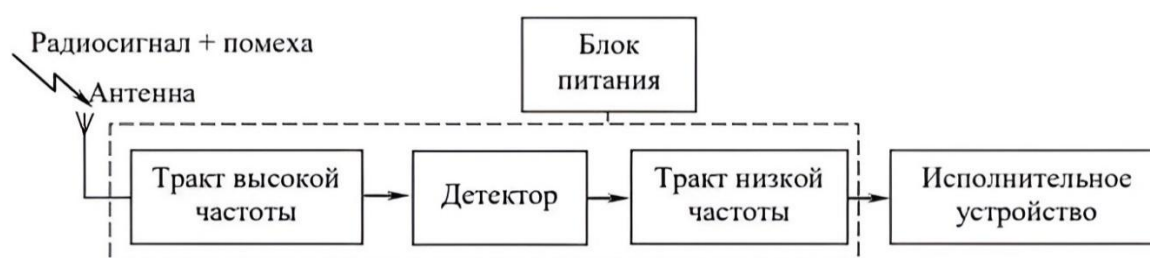 Радиосигнал + помеха
Антенна
Блок
питания
Тракт высокой
частоты
Детектор
Тракт низкой
частоты
Исполнительное
устройство